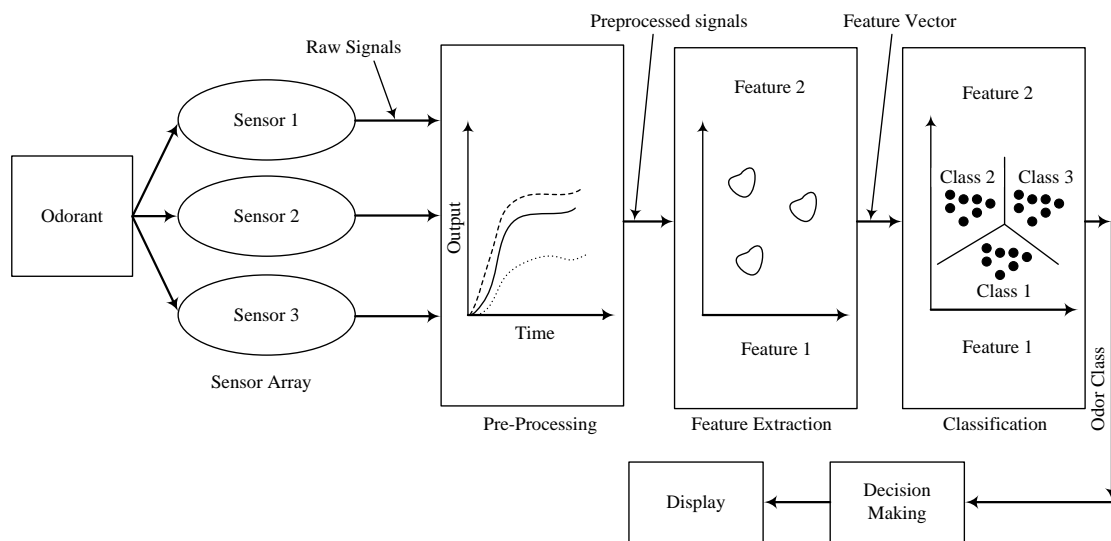 Odorant
Sensor 1
Sensor 2
Sensor 3
Sensor Array
Raw Signals
Output
Time
Pre-Processing
Preprocessed signals
Feature 2
Feature 1
Feature Extraction
Feature Vector
Feature 2
Class 2
Class 3
Class 1
Feature 1
Classification
Odor Class
Decision
Making
Display